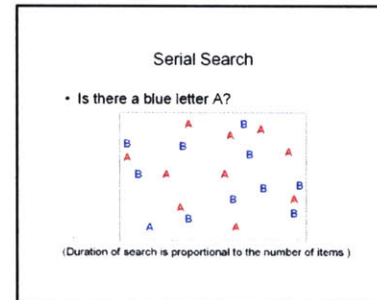 Serial Search
• Is there a blue letter A?
A B A
A
B B
A B A
B A A
B B
B A
A B B
A A
(Duration of search is proportional to the number of items )